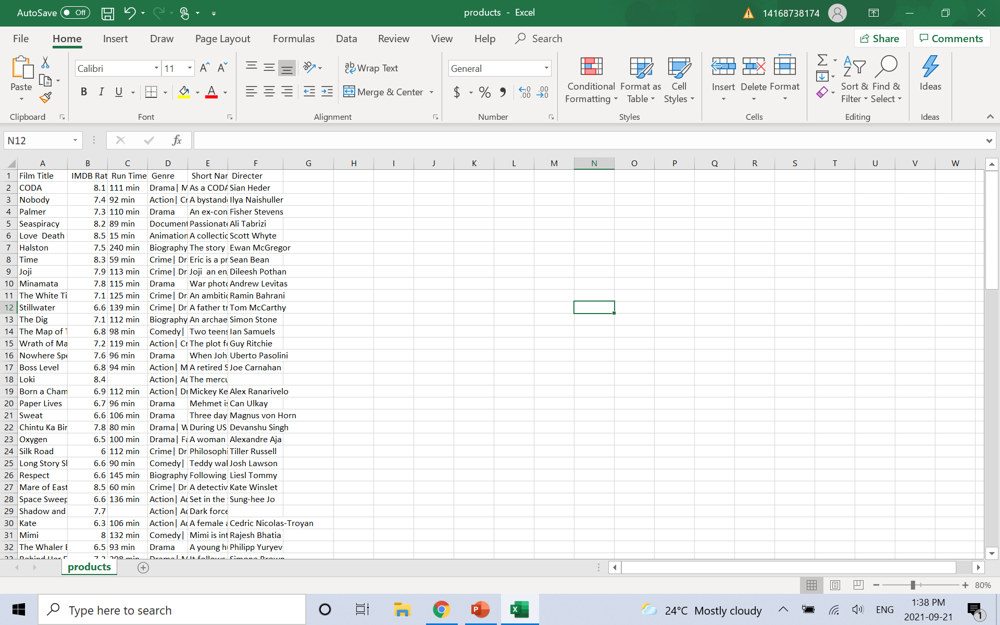 AutoSave Off products - Excel 14168738174
File Home Insert Draw Page Layout Formulas Data Review View Help Search Share Comments
Paste Calibri 11 A A Wrap Text General Conditional Formatting Format as Table Cell Styles Insert Delete Format Sort & Filter Find & Select Ideas
B I U A Merge & Center $ % 9 .00 .00
Clipboard Font Alignment Number Styles Cells Editing Ideas
N12 fx
A B C D E F G H I J K L M N O P Q R S T U V W
1 Film Title IMDB Rat Run Time Genre Short Nar Directer
2 CODA 8.1 111 min Drama| M As a CODA Sian Heder
3 Nobody 7.4 92 min Action| Cr A bystand Ilya Naishuller
4 Palmer 7.3 110 min Drama An ex-con Fisher Stevens
5 Seaspiracy 8.2 89 min Document Passionat Ali Tabrizi
6 Love Death 8.5 15 min Animation A collectic Scott Whyte
7 Halston 7.5 240 min Biography The story Ewan McGregor
8 Time 8.3 59 min Crime| Dr Eric is a pr Sean Bean
9 Joji 7.9 113 min Crime| Dr Joji an en Dileesh Pothan
10 Minamata 7.8 115 min Drama War phot Andrew Levitas
11 The White Ti 7.1 125 min Crime| Dr An ambitic Ramin Bahrani
12 Stillwater 6.6 139 min Crime| Dr A father tr Tom McCarthy
13 The Dig 7.1 112 min Biography An archae Simon Stone
14 The Map of T 6.8 98 min Comedy| Two teens Ian Samuels
15 Wrath of Ma 7.2 119 min Action| Cr The plot fo Guy Ritchie
16 Nowhere Spe 7.6 96 min Drama When Joh Uberto Pasolini
17 Boss Level 6.8 94 min Action| M A retired S Joe Carnahan
18 Loki 8.4 Action| Ad The mercu
19 Born a Cham 6.9 112 min Action| Dr Mickey Ke Alex Ranarivelo
20 Paper Lives 6.7 96 min Drama Mehmet is Can Ulkay
21 Sweat 6.6 106 min Drama Three day Magnus von Horn
22 Chintu Ka Bir 7.8 80 min Drama| W During US Devanshu Singh
23 Oxygen 6.5 100 min Drama| Fa A woman Alexandre Aja
24 Silk Road 6 112 min Crime| Dr Philosophi Tiller Russell
25 Long Story Sh 6.6 90 min Comedy| Teddy wal Josh Lawson
26 Respect 6.6 145 min Biography Following Liesl Tommy
27 Mare of East 8.5 60 min Crime| Dr A detectiv Kate Winslet
28 Space Sweep 6.6 136 min Action| Ad Set in the Sung-hee Jo
29 Shadow and 7.7 Action| Ad Dark force
30 Kate 6.3 106 min Action| Ad A female a Cedric Nicolas-Troyan
31 Mimi 8 132 min Comedy| Mimi is int Rajesh Bhatia
32 The Whaler B 6.5 93 min Drama A young hu Philipp Yuryev
products
80%
Type here to search 24°C Mostly cloudy ENG 1:38 PM
2021-09-21 1